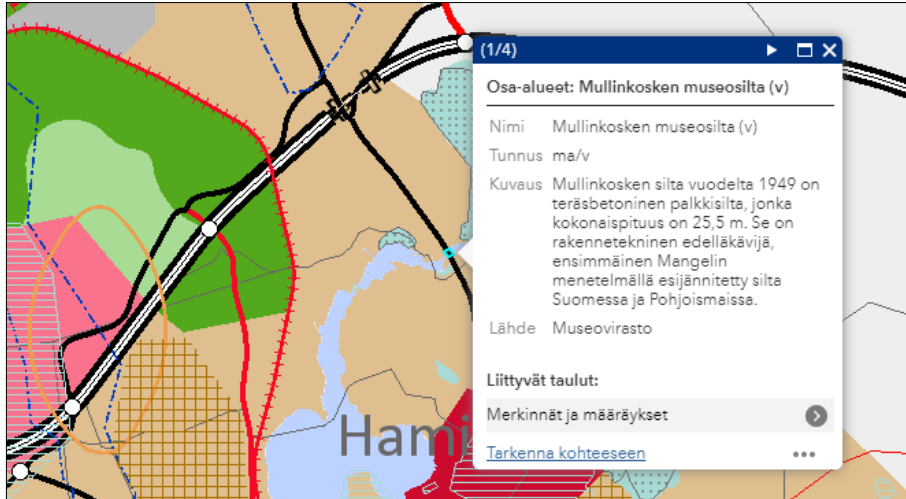 (1/4)
Osa-alueet: Mullinkosken museosilta (v)
Nimi Mullinkosken museosilta (v)
Tunnus ma/v
Kuvaus Mullinkosken silta vuodelta 1949 on
teräsbetoninen palkkisilta, jonka
kokonaispituus on 25,5 m. Se on
rakennetekninen edelläkävijä,
ensimmäinen Mangelin
menetelmällä esijännitetty silta
Suomessa ja Pohjoismaissa.
Lähde Museovirasto
Liittyvät taulut:
Merkinnät ja määräykset
Hami
Tarkenna kohteeseen